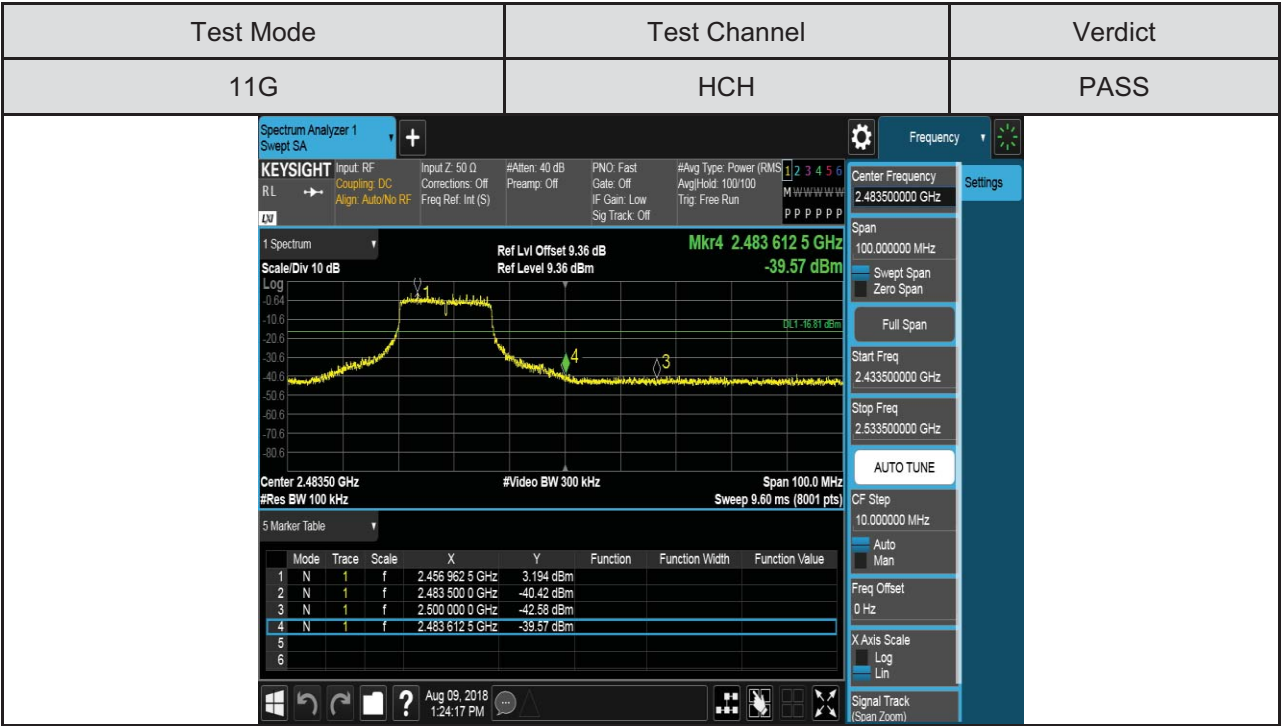 Test Mode Test Channel Verdict
11G HCH PASS
Spectrum Analyzer 1
Swept SA
+
Frequency
KEYSIGHT Input: RF Input Z: 50 Ω #Atten: 40 dB PNO: Fast #Avg Type: Power (RMS 1 2 3 4 5 6
RL Coupling: DC Corrections: Off Preamp: Off Gate: Off Avg|Hold: 100/100 M W W W W W
Align: Auto/No RF Freq Ref: Int (S) IF Gain: Low Trig: Free Run
LXI Sig Track: Off P P P P P P
1 Spectrum
Ref Lvl Offset 9.36 dB Mkr4 2.483 612 5 GHz
Scale/Div 10 dB Ref Level 9.36 dBm -39.57 dBm
Log
1
-0.64
-10.6
DL1 -16.81 dBm
-20.6
-30.6
4
3
-40.6
-50.6
-60.6
-70.6
-80.6
Center 2.48350 GHz #Video BW 300 kHz Span 100.0 MHz
#Res BW 100 kHz Sweep 9.60 ms (8001 pts)
5 Marker Table
Mode Trace Scale X Y Function Function Width Function Value
1 N 1 f 2.456 962 5 GHz 3.194 dBm
2 N 1 f 2.483 500 0 GHz -40.42 dBm
3 N 1 f 2.500 000 0 GHz -42.58 dBm
4 N 1 f 2.483 612 5 GHz -39.57 dBm
5
6
?
Aug 09, 2018
1:24:17 PM
Center Frequency
2.483500000 GHz
Settings
Span
100.000000 MHz
Swept Span
Zero Span
Full Span
Start Freq
2.433500000 GHz
Stop Freq
2.533500000 GHz
AUTO TUNE
CF Step
10.000000 MHz
Auto
Man
Freq Offset
0 Hz
X Axis Scale
Log
Lin
Signal Track
(Span Zoom)